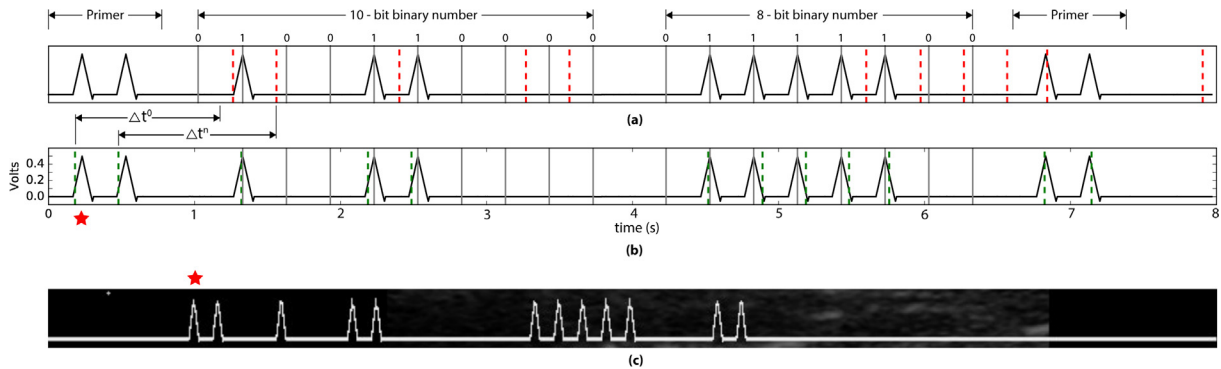 Primer 10 - bit binary number 8 - bit binary number Primer
0 1 0 0 1 1 0 0 0 0 0 1 1 1 1 1 0 0
(a)
△t⁰
△tⁿ
Volts
0.4
0.2
0.0
0 1 2 3 4 5 6 7 8
time (s)
(b)
(c)